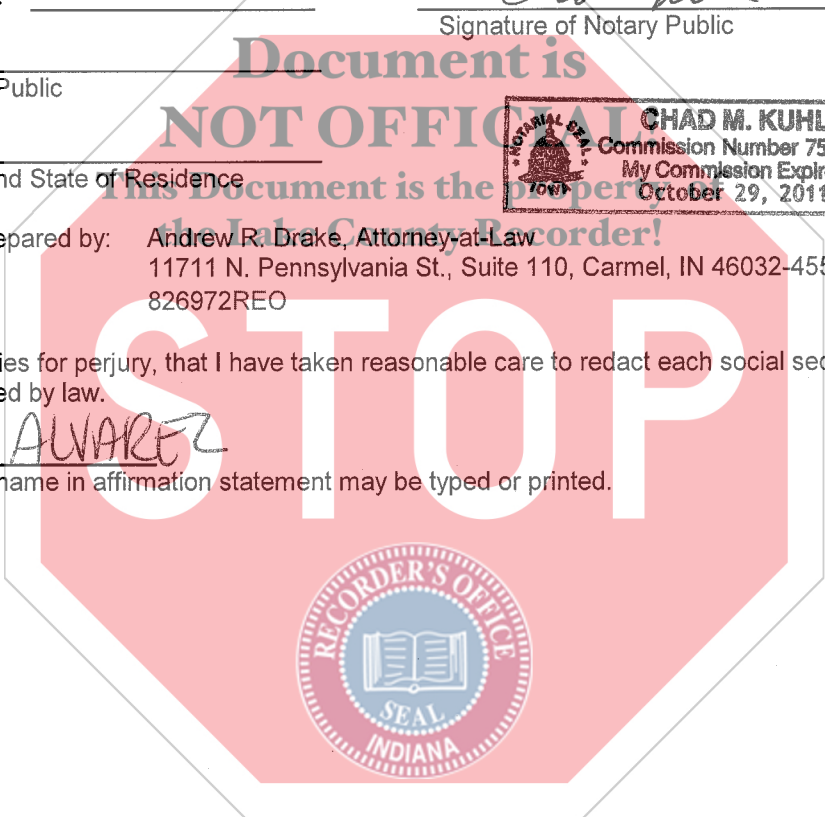 Signature of Notary Public
Document is
Public
NOT OFFICIAL!
NOTARIAL SEAL
IOWA
CHAD M. KUHL
Commission Number 75
My Commission Expir
October 29, 2011
nd State of Residence
This Document is the property of
the Lake County Recorder!
epared by: Andrew R. Drake, Attorney-at-Law
11711 N. Pennsylvania St., Suite 110, Carmel, IN 46032-455
826972REO
STOP
ies for perjury, that I have taken reasonable care to redact each social sec
ed by law.
ALVAREZ
name in affirmation statement may be typed or printed.
RECORDER'S OFFICE
SEAL
INDIANA